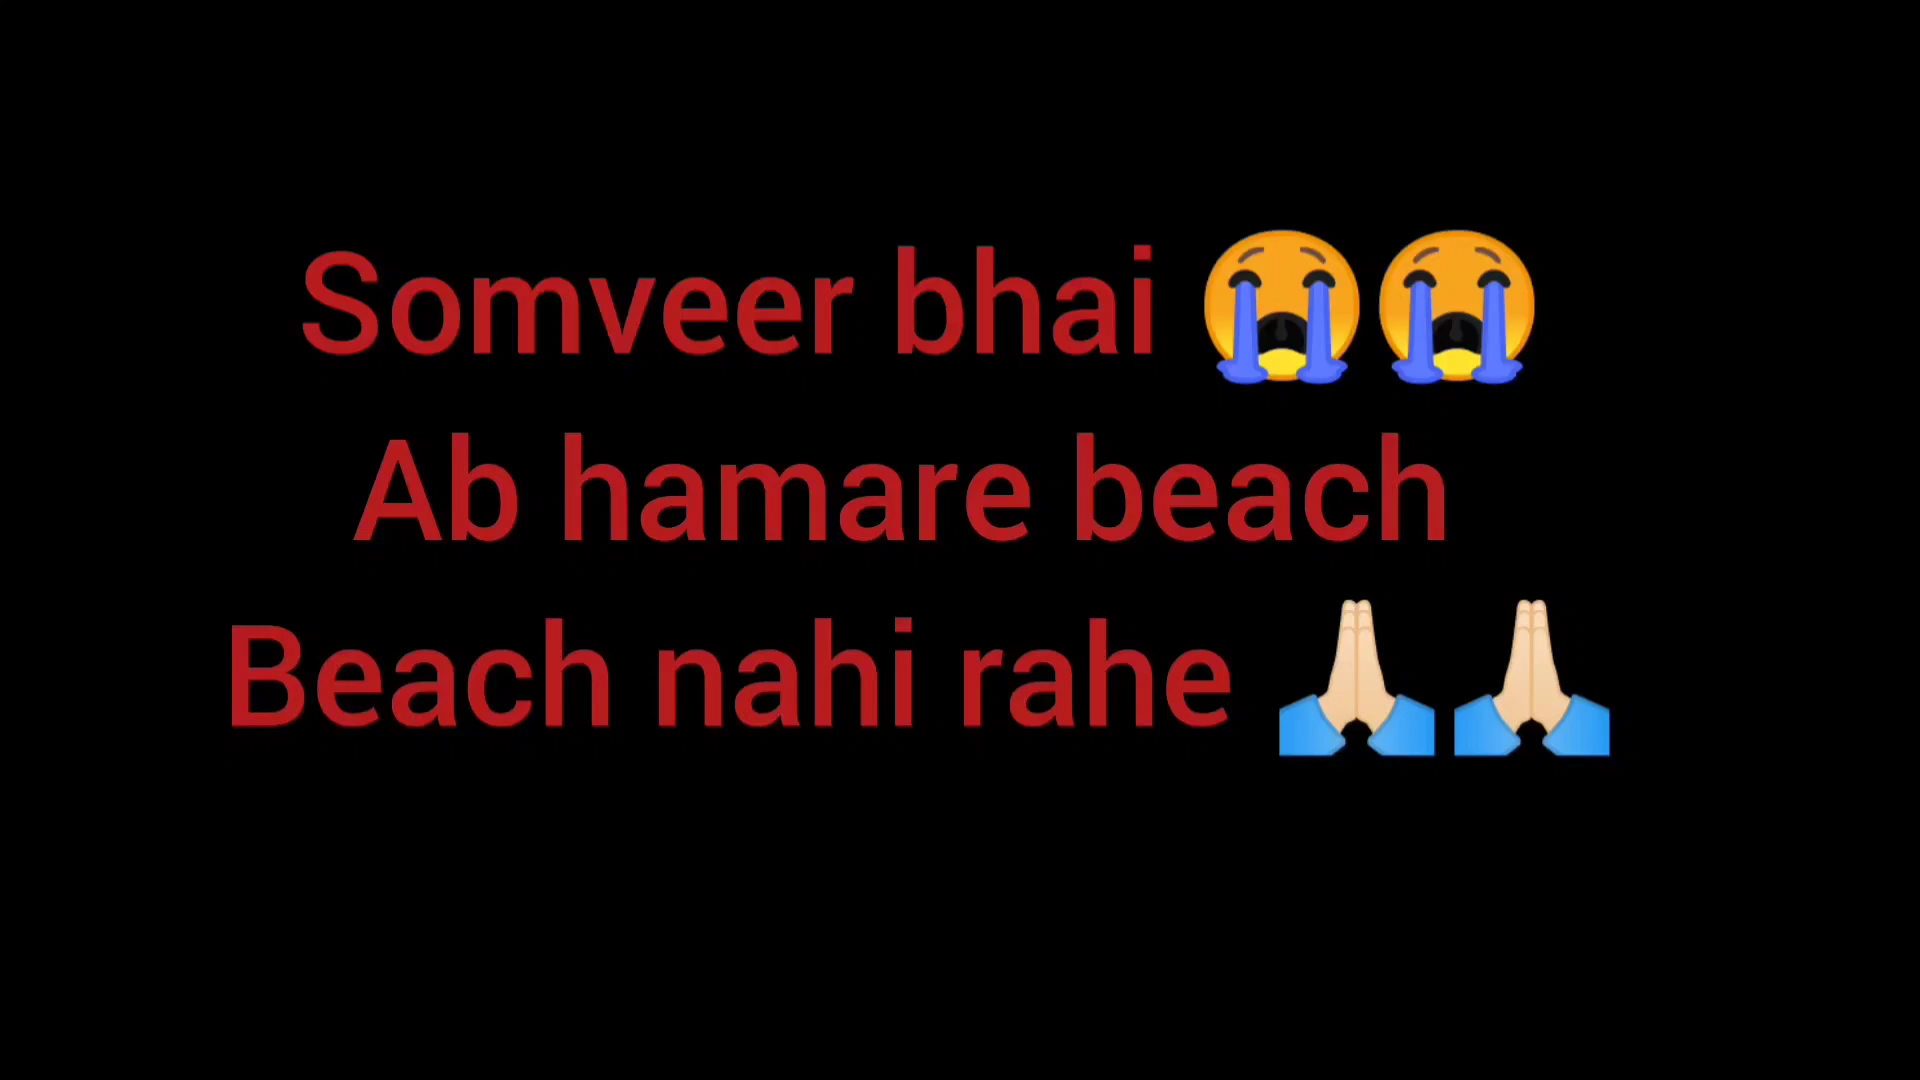 Somveer bhai 😭😭
Ab hamare beach
Beach nahi rahe 🙏🏻🙏🏻